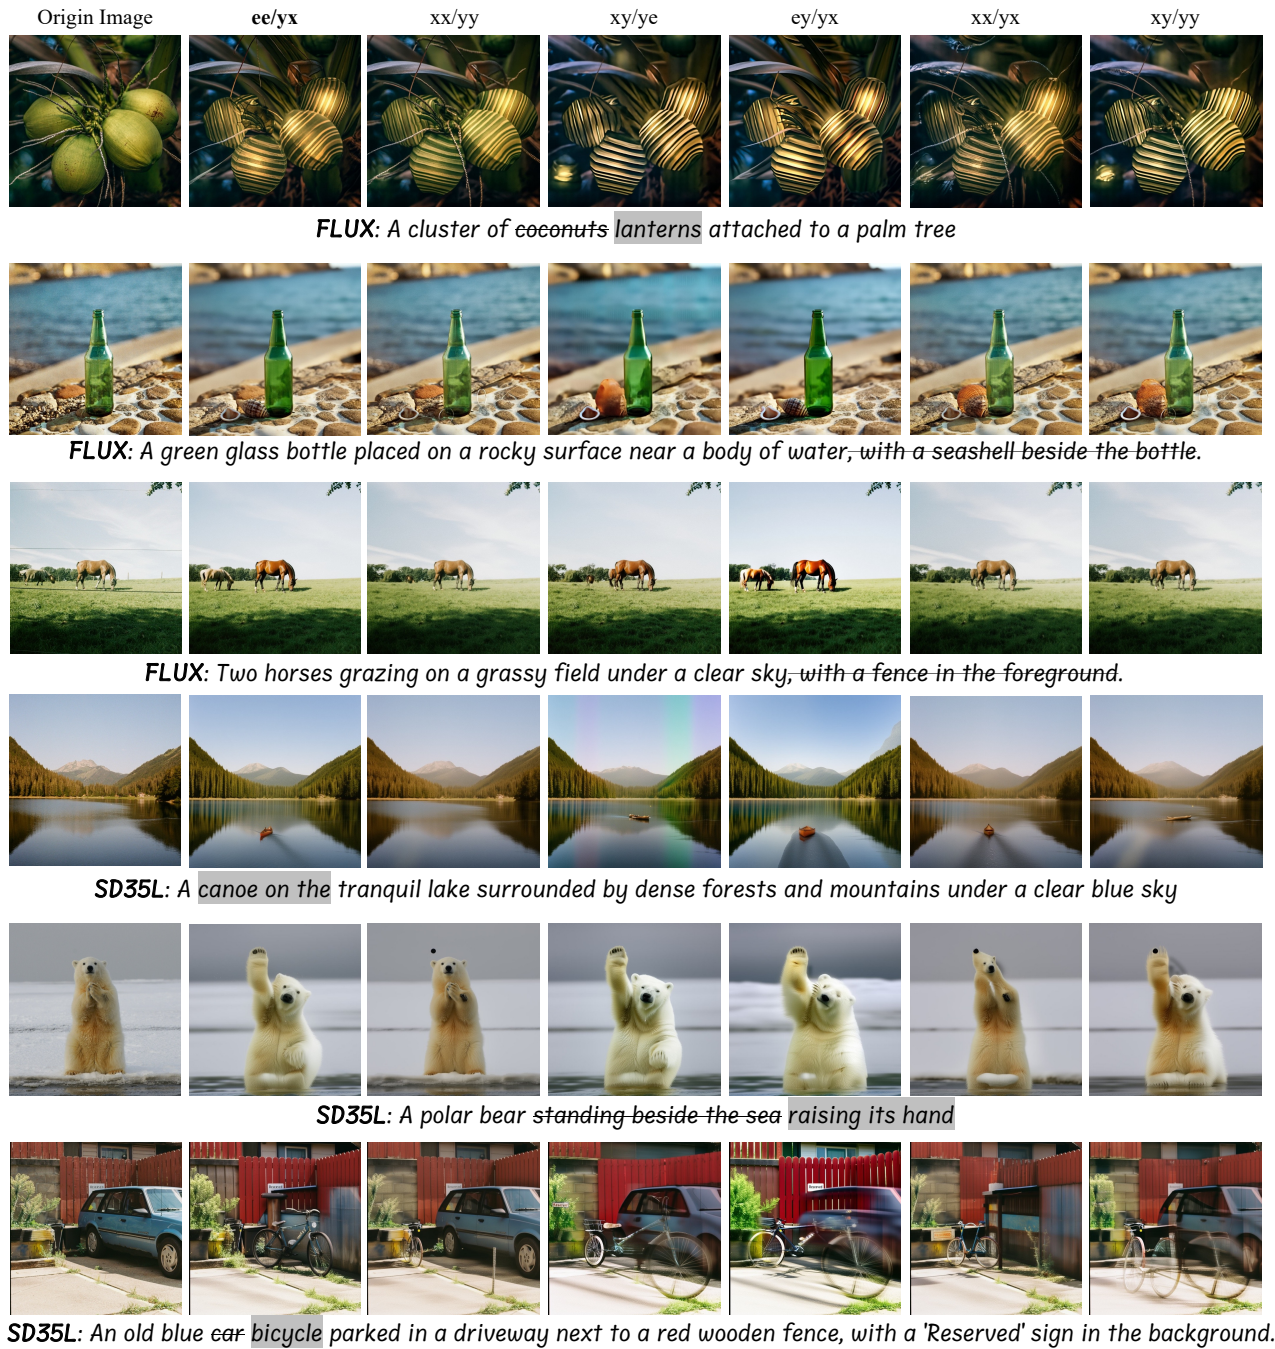 Origin Image ee/yx xx/yy xy/ye ey/yx xx/yx xy/yy
FLUX: A cluster of coconuts lanterns attached to a palm tree
FLUX: A green glass bottle placed on a rocky surface near a body of water, with a seashell beside the bottle.
FLUX: Two horses grazing on a grassy field under a clear sky, with a fence in the foreground.
SD35L: A canoe on the tranquil lake surrounded by dense forests and mountains under a clear blue sky
SD35L: A polar bear standing beside the sea raising its hand
SD35L: An old blue car bicycle parked in a driveway next to a red wooden fence, with a 'Reserved' sign in the background.